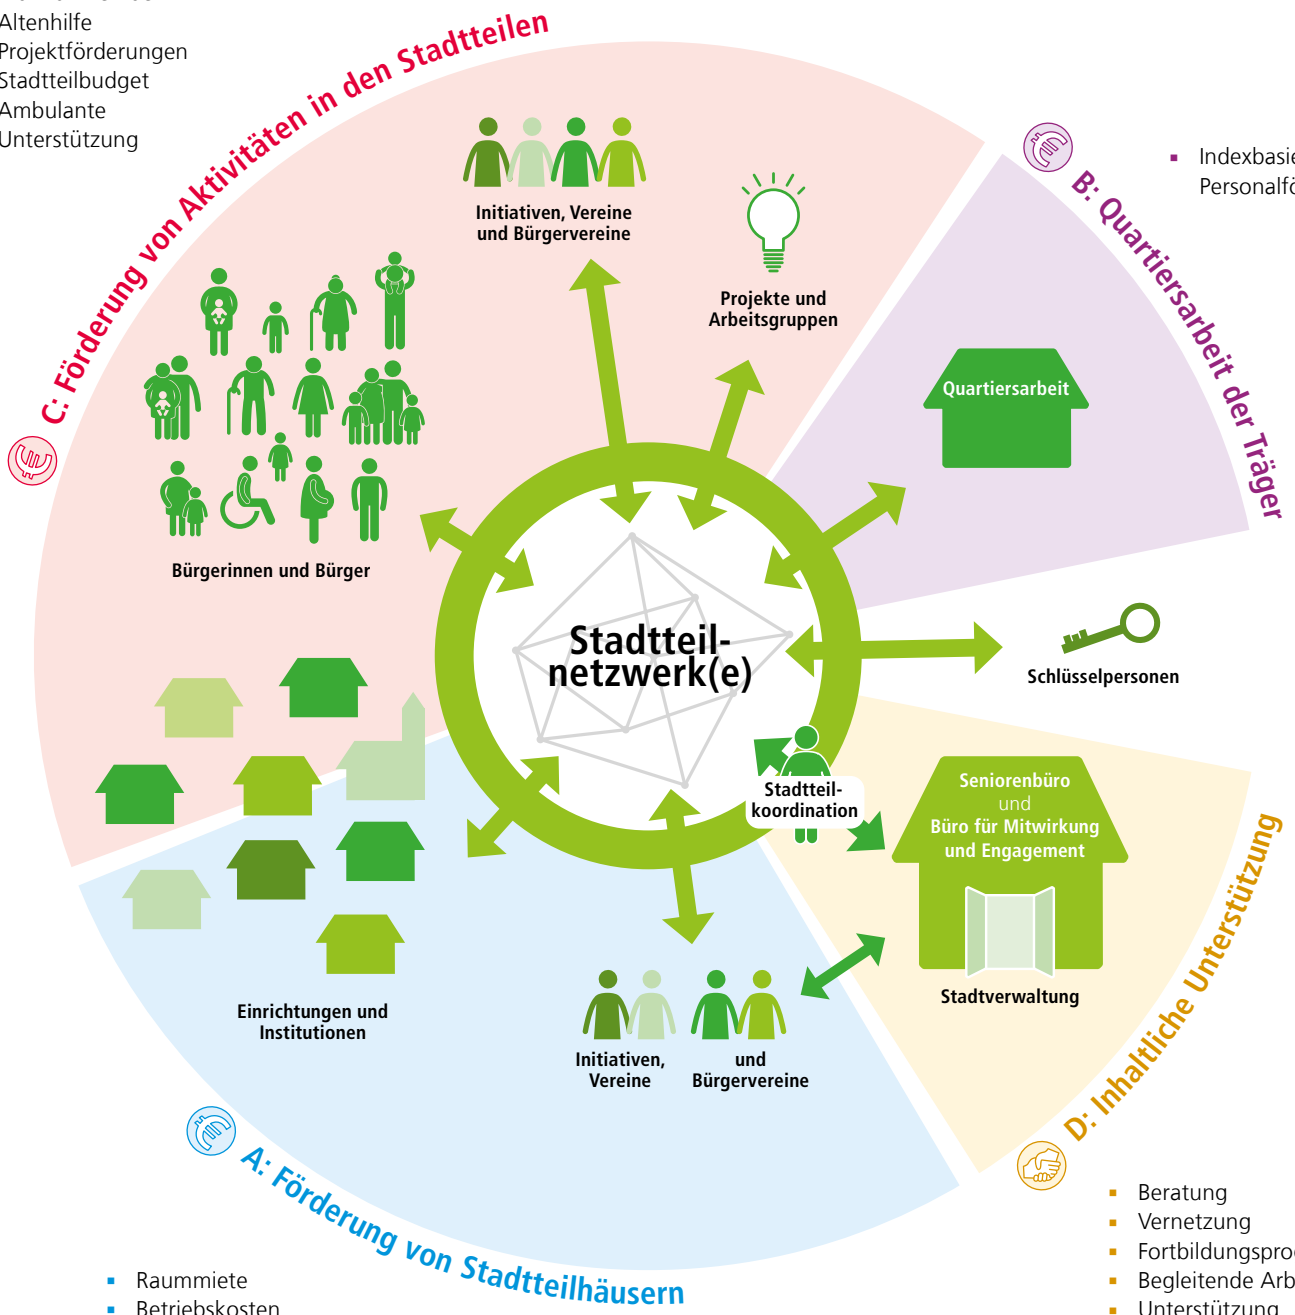 Altenhilfe
Projektförderungen
Stadtteilbudget
Ambulante
Unterstützung
C: Förderung von Aktivitäten in den Stadtteilen
Initiativen, Vereine
und Bürgervereine
Projekte und
Arbeitsgruppen
Bürgerinnen und Bürger
B: Quartiersarbeit der Träger
Quartiersarbeit
Schlüsselpersonen
Stadtteil-
netzwerk(e)
Stadtteil-
koordination
Seniorenbüro
und
Büro für Mitwirkung
und Engagement
Stadtverwaltung
D: Inhaltliche Unterstützung
▪ Beratung
▪ Vernetzung
▪ Begleitende
▪ Unterstützung
Einrichtungen und
Institutionen
Initiativen,
Vereine
und
Bürgervereine
A: Förderung von Stadtteilhäusern
▪ Raummiete
▪ Betriebskosten